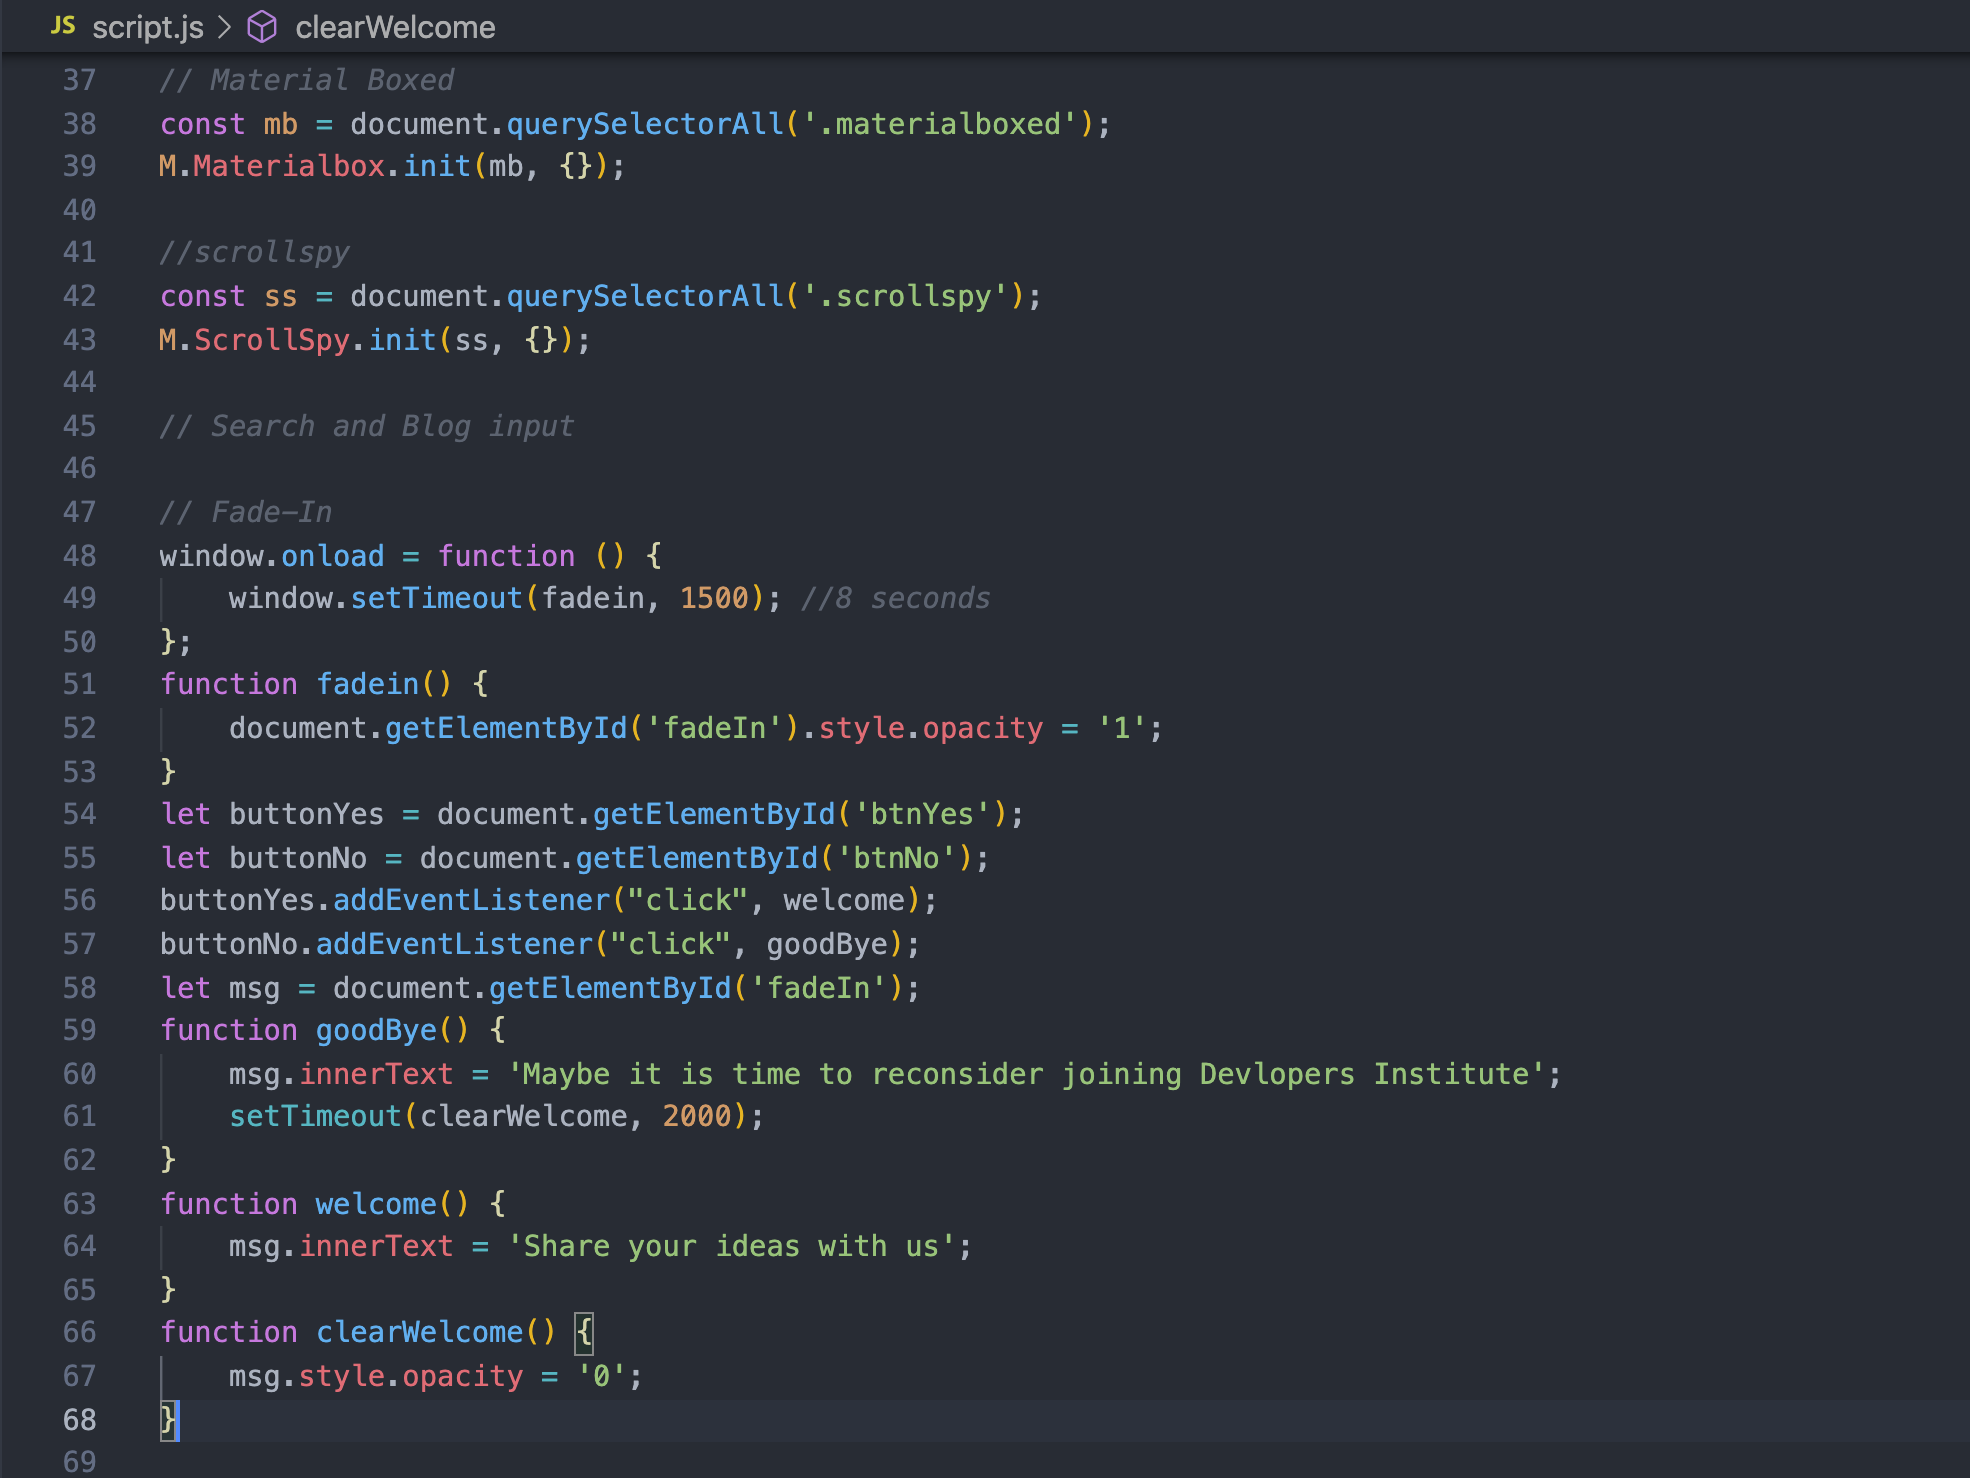 JS script.js > clearWelcome
37 // Material Boxed
38 const mb = document.querySelectorAll('.materialboxed');
39 M.Materialbox.init(mb, {});
40
41 //scrollspy
42 const ss = document.querySelectorAll('.scrollspy');
43 M.ScrollSpy.init(ss, {});
44
45 // Search and Blog input
46
47 // Fade-In
48 window.onload = function () {
49     window.setTimeout(fadein, 1500); //8 seconds
50 };
51 function fadein() {
52     document.getElementById('fadeIn').style.opacity = '1';
53 }
54 let buttonYes = document.getElementById('btnYes');
55 let buttonNo = document.getElementById('btnNo');
56 buttonYes.addEventListener("click", welcome);
57 buttonNo.addEventListener("click", goodBye);
58 let msg = document.getElementById('fadeIn');
59 function goodBye() {
60     msg.innerText = 'Maybe it is time to reconsider joining Devlopers Institute';
61     setTimeout(clearWelcome, 2000);
62 }
63 function welcome() {
64     msg.innerText = 'Share your ideas with us';
65 }
66 function clearWelcome() {
67     msg.style.opacity = '0';
68 }
69